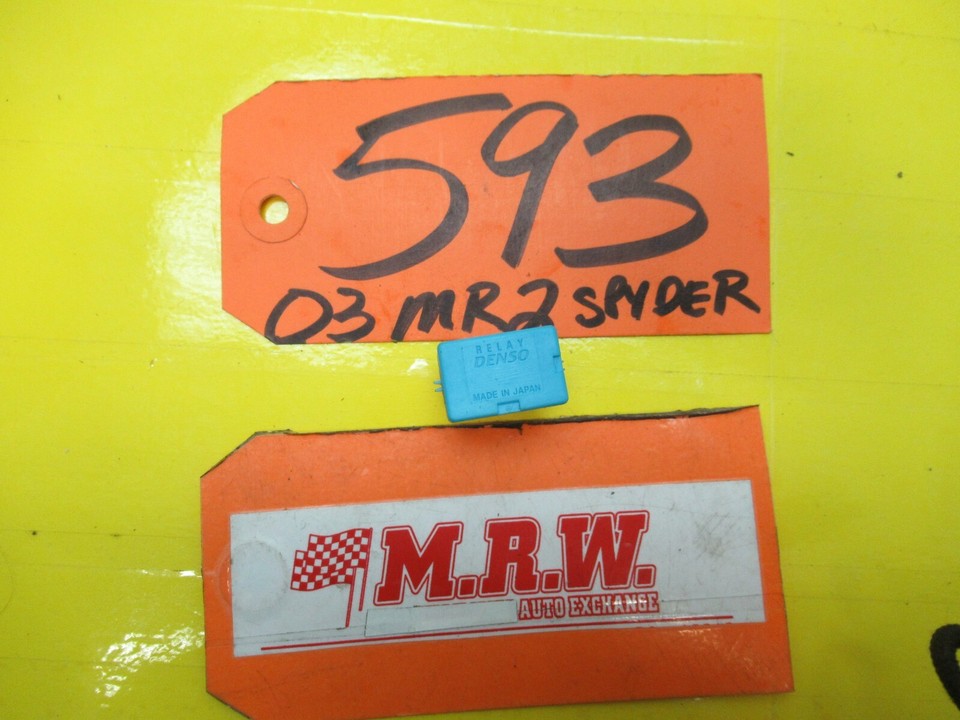 593
03 MR2 SPYDER
RELAY
DENSO
MADE IN JAPAN
M.R.W.
AUTO EXCHANGE